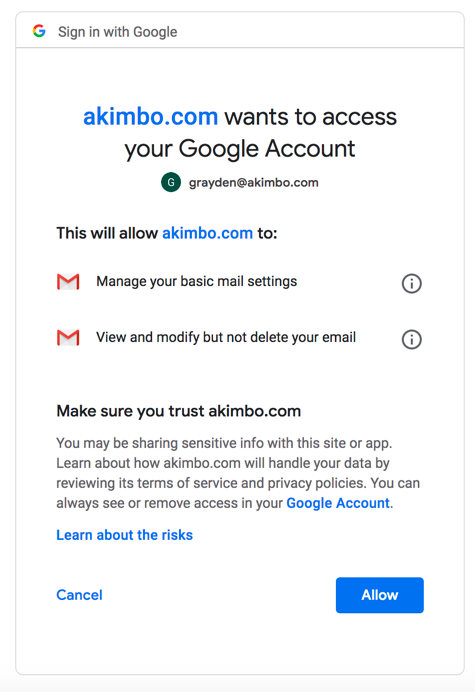 Sign in with Google
akimbo.com wants to access
your Google Account
G grayden@akimbo.com
This will allow akimbo.com to:
Manage your basic mail settings
View and modify but not delete your email
Make sure you trust akimbo.com
You may be sharing sensitive info with this site or app.
Learn about how akimbo.com will handle your data by
reviewing its terms of service and privacy policies. You can
always see or remove access in your Google Account.
Learn about the risks
Cancel Allow